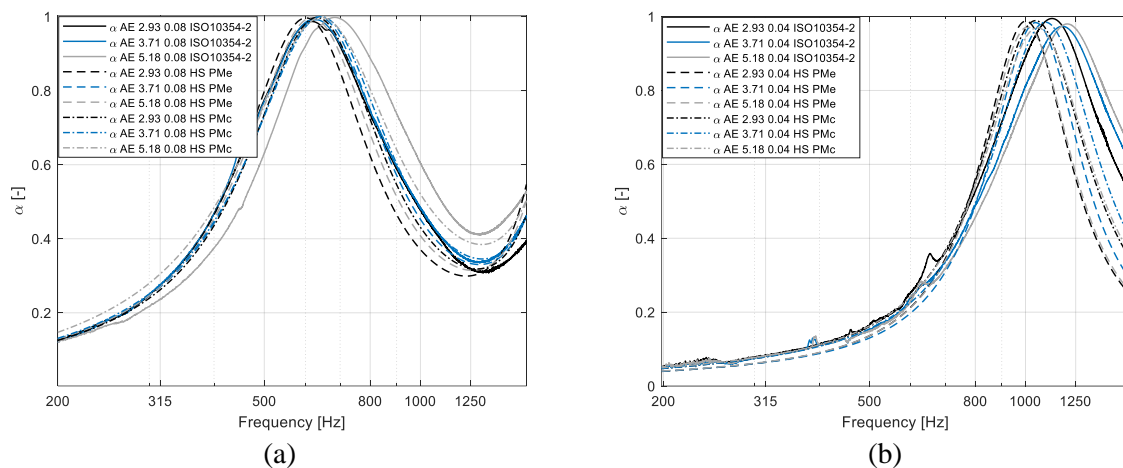 α AE 2.93 0.08 ISO10354-2
α AE 3.71 0.08 ISO10354-2
α AE 5.18 0.08 ISO10354-2
α AE 2.93 0.08 HS PMe
α AE 3.71 0.08 HS PMe
α AE 5.18 0.08 HS PMe
α AE 2.93 0.08 HS PMc
α AE 3.71 0.08 HS PMc
α AE 5.18 0.08 HS PMc
1
0.8
0.6
0.4
0.2
α [-]
200 315 500 800 1000 1250
Frequency [Hz]
(a)
α AE 2.93 0.04 ISO10354-2
α AE 3.71 0.04 ISO10354-2
α AE 5.18 0.04 ISO10354-2
α AE 2.93 0.04 HS PMe
α AE 3.71 0.04 HS PMe
α AE 5.18 0.04 HS PMe
α AE 2.93 0.04 HS PMc
α AE 3.71 0.04 HS PMc
α AE 5.18 0.04 HS PMc
1
0.8
0.6
0.4
0.2
0
α [-]
200 315 500 800 1000 1250
Frequency [Hz]
(b)